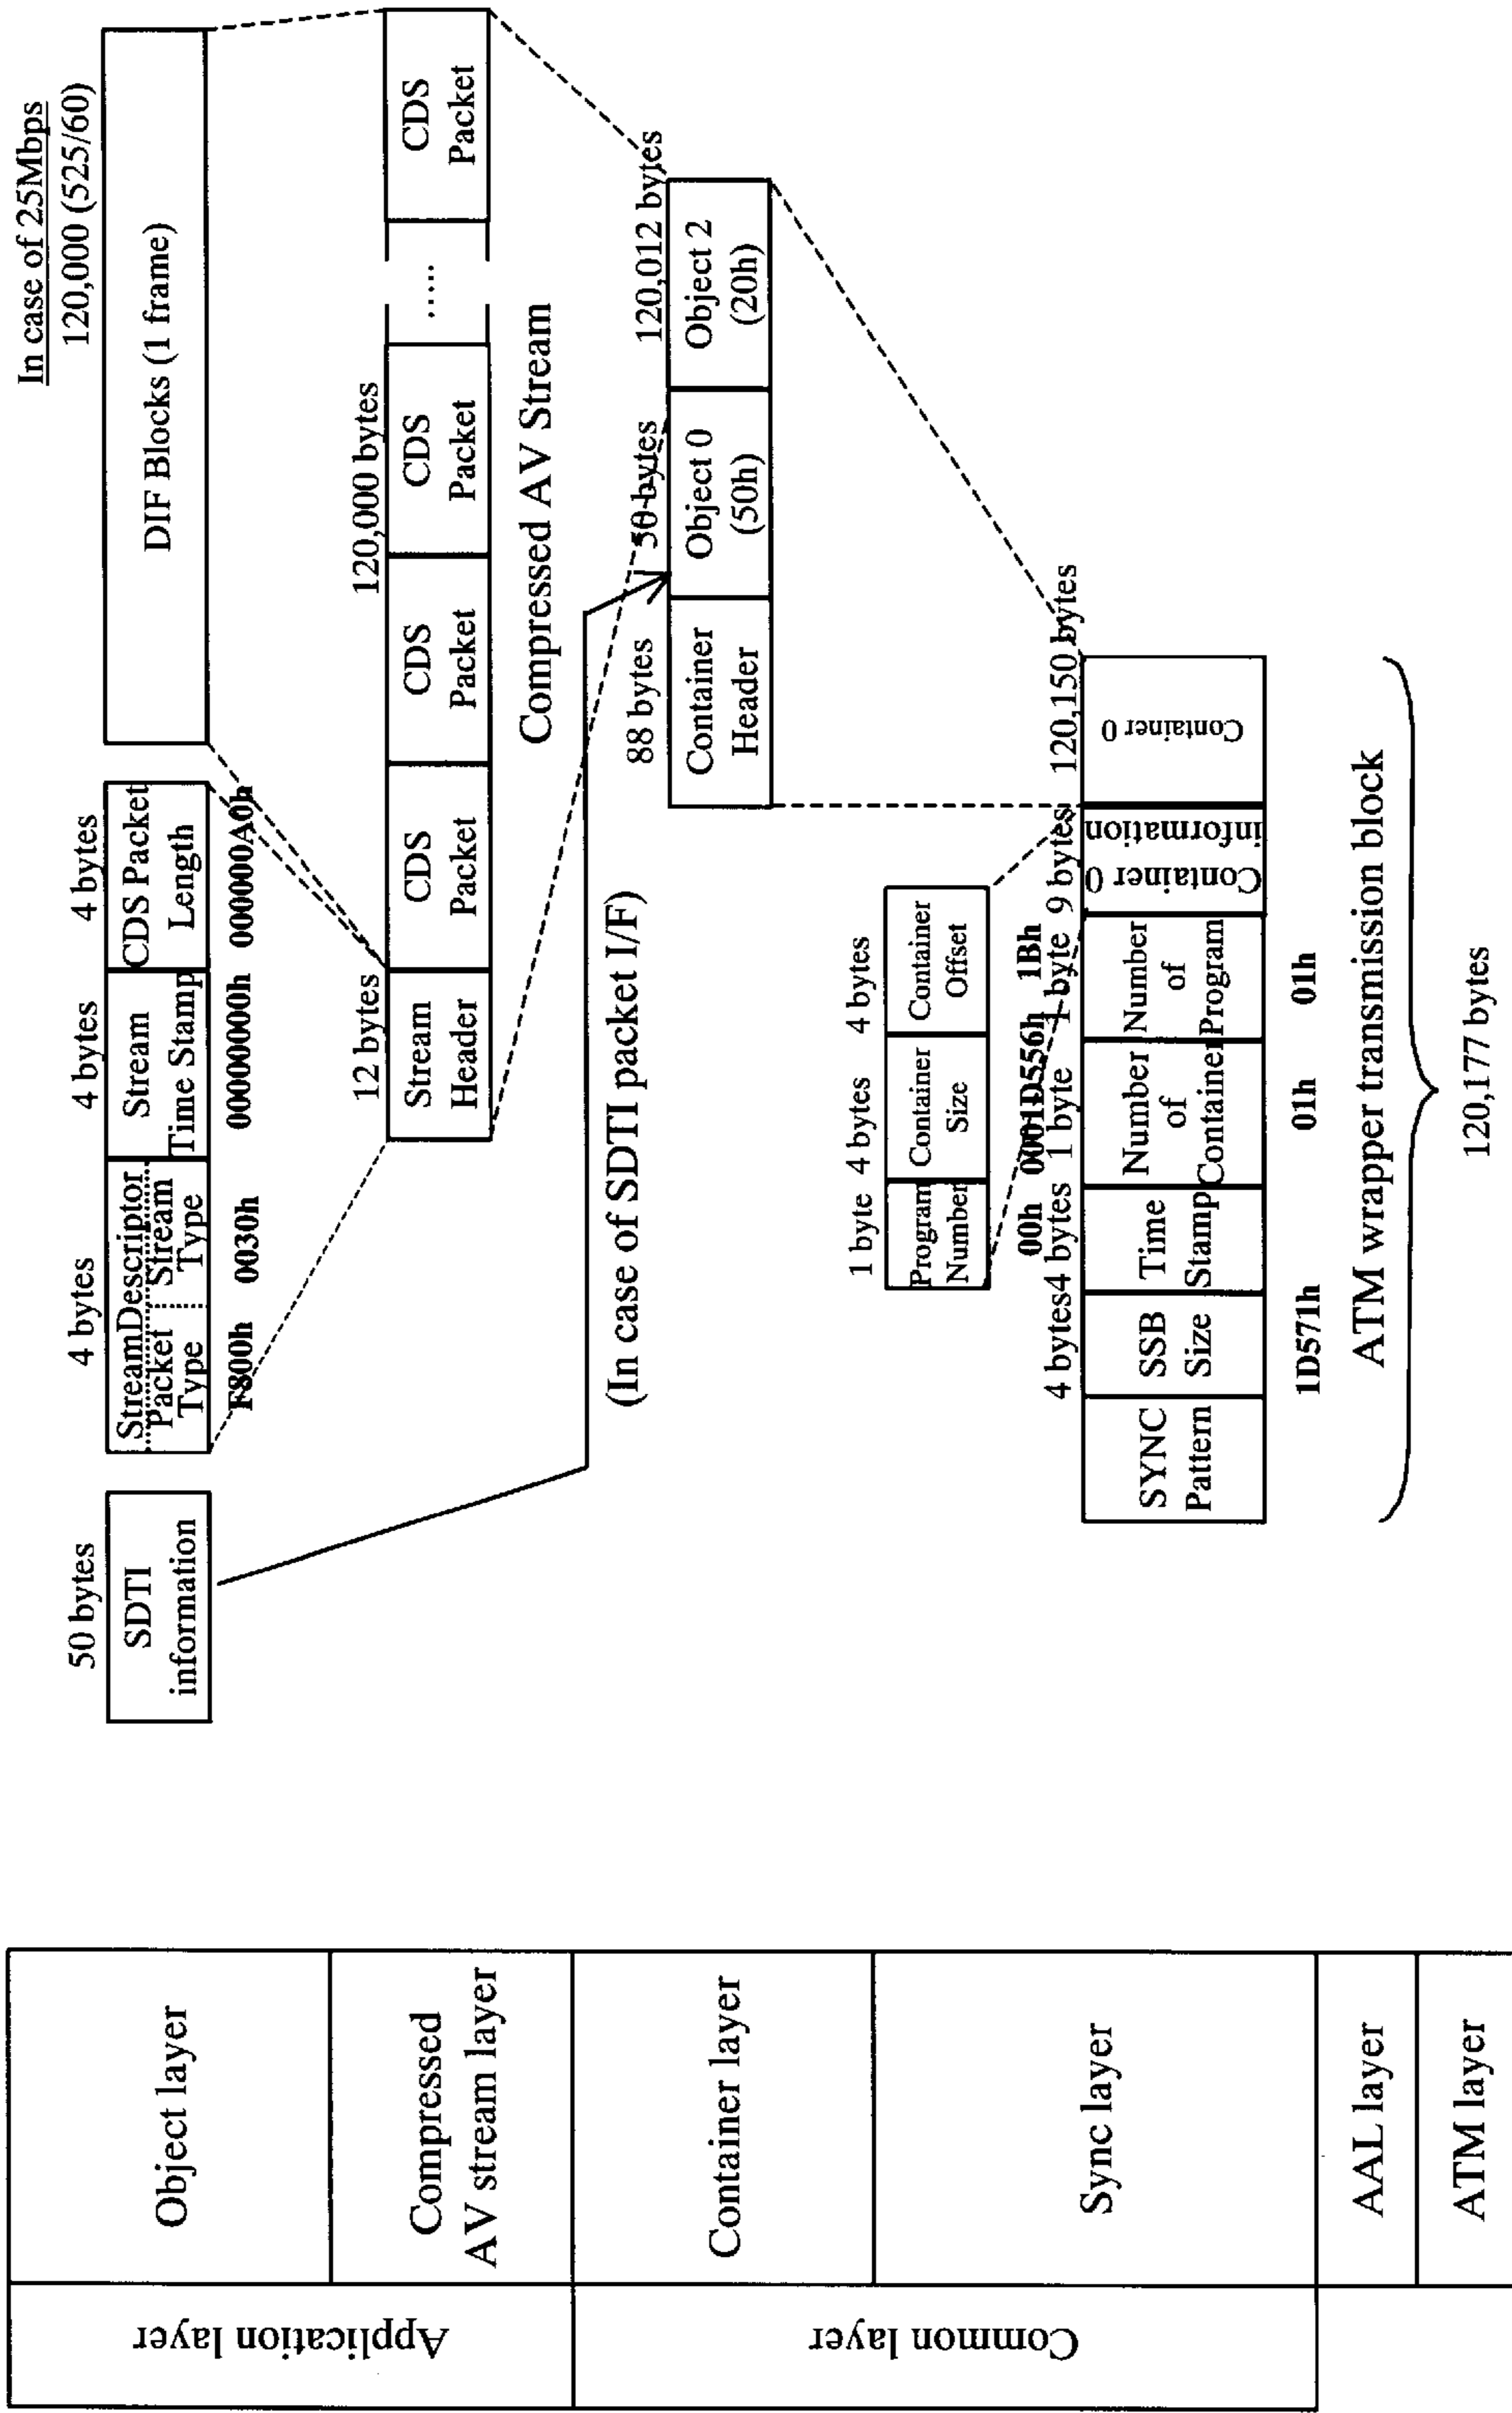 Application layer
Common layer
Object layer
Compressed
AV stream layer
Container layer
Sync layer
AAL layer
ATM layer
In case of 25Mbps
120,000 (525/60)
50 bytes
SDTI
information
4 bytes
StreamDescriptor
Packet
Type
Stream
Type
F800h
0030h
4 bytes
Stream
Time Stamp
00000000h
4 bytes
CDS Packet
Length
000000A0h
DIF Blocks (1 frame)
12 bytes
Stream
Header
120,000 bytes
CDS
Packet
CDS
Packet
CDS
Packet
CDS
Packet
.....
CDS
Packet
Compressed AV Stream
(In case of SDTI packet I/F)
88 bytes
Container
Header
50 bytes
Object 0
(50h)
120,012 bytes
Object 2
(20h)
1 byte
Program
Number
00h
4 bytes
Container
Size
0001D556h
4 bytes
Container
Offset
1Bh
SYNC
Pattern
4 bytes
SSB
Size
1D571h
4 bytes
Time
Stamp
1 byte
Number
of
Container
01h
1 byte
Number
of
Program
01h
9 bytes
Container 0
information
120,150 bytes
Container 0
ATM wrapper transmission block
120,177 bytes